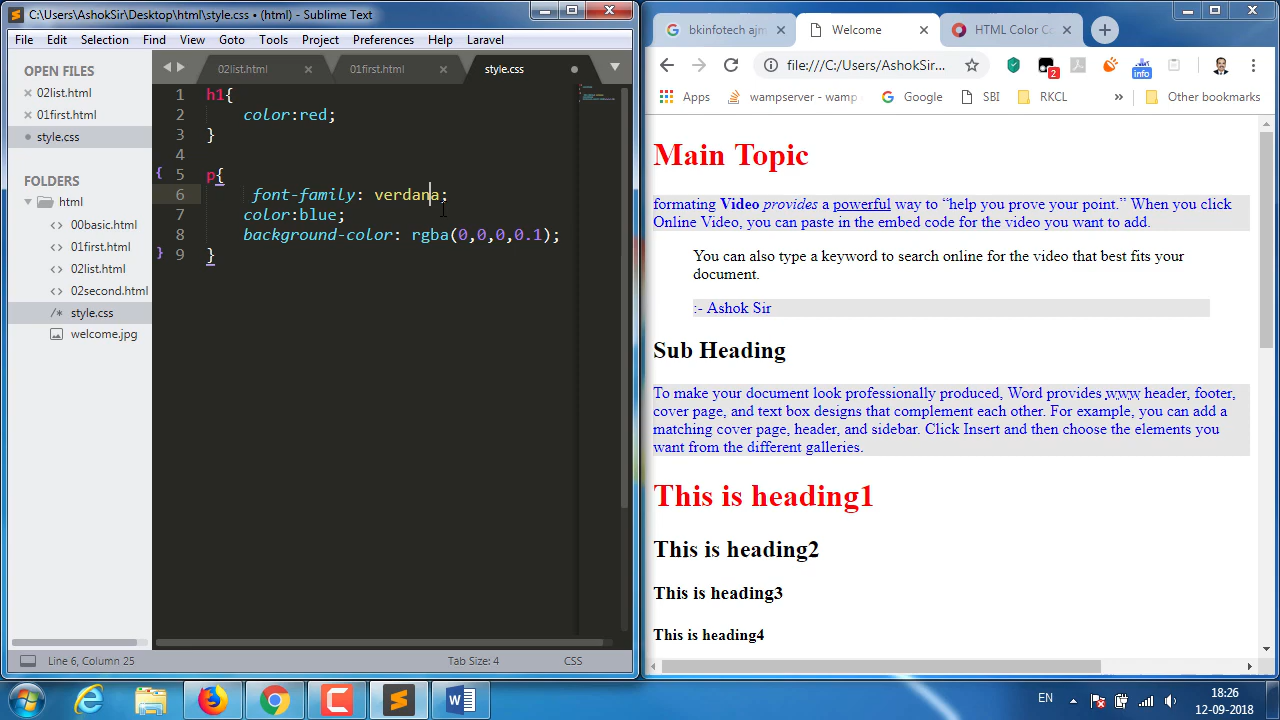 C:\Users\AshokSir\Desktop\html\style.css • (html) - Sublime Text
File Edit Selection Find View Goto Tools Project Preferences Help Laravel
OPEN FILES
02list.html
01first.html
style.css
FOLDERS
html
00basic.html
01first.html
02list.html
02second.html
style.css
welcome.jpg
02list.html 01first.html style.css
1 h1{
2 color:red;
3 }
4
5 p{
6 font-family: verdana;
7 color:blue;
8 background-color: rgba(0,0,0,0.1);
9 }
Line 6, Column 25 Tab Size: 4 CSS
bkinfotech ajm Welcome HTML Color C
file:///C:/Users/AshokSir... 2 info
Apps wampserver - wamp Google SBI RKCL » Other bookmarks
Main Topic
formating Video provides a powerful way to “help you prove your point.” When you click
Online Video, you can paste in the embed code for the video you want to add.
You can also type a keyword to search online for the video that best fits your
document.
:- Ashok Sir
Sub Heading
To make your document look professionally produced, Word provides www header, footer,
cover page, and text box designs that complement each other. For example, you can add a
matching cover page, header, and sidebar. Click Insert and then choose the elements you
want from the different galleries.
This is heading1
This is heading2
This is heading3
This is heading4
EN 18:26
12-09-2018